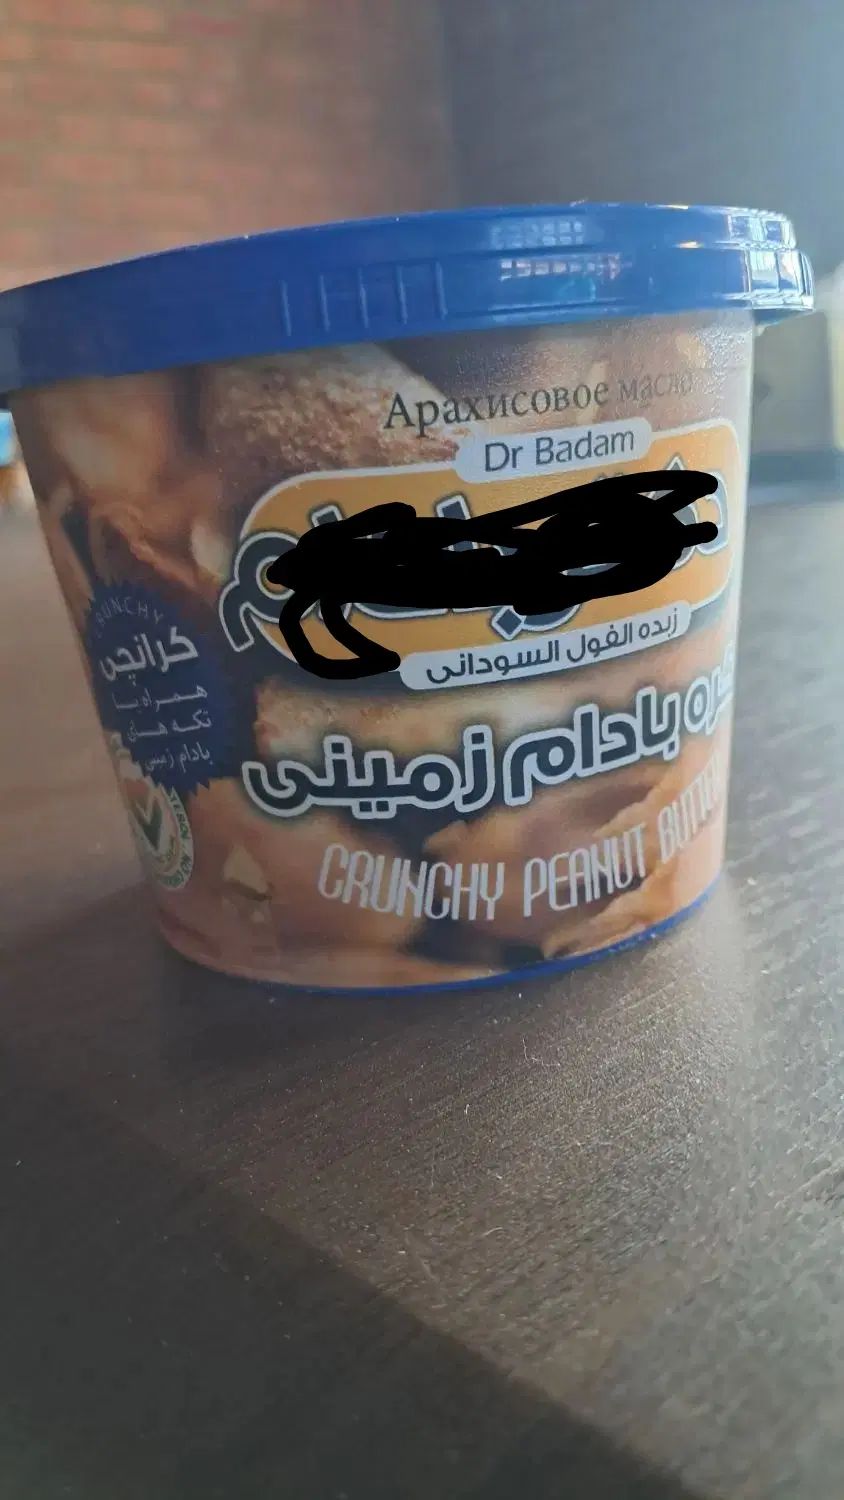 Арахисовое масло
Dr Badam
زبده الفول السودانی
کره بادام زمینی
CRUNCHY PEANUT BUTTER
CRUNCHY
کرانچی
همراه با
تکه های
بادام زمینی